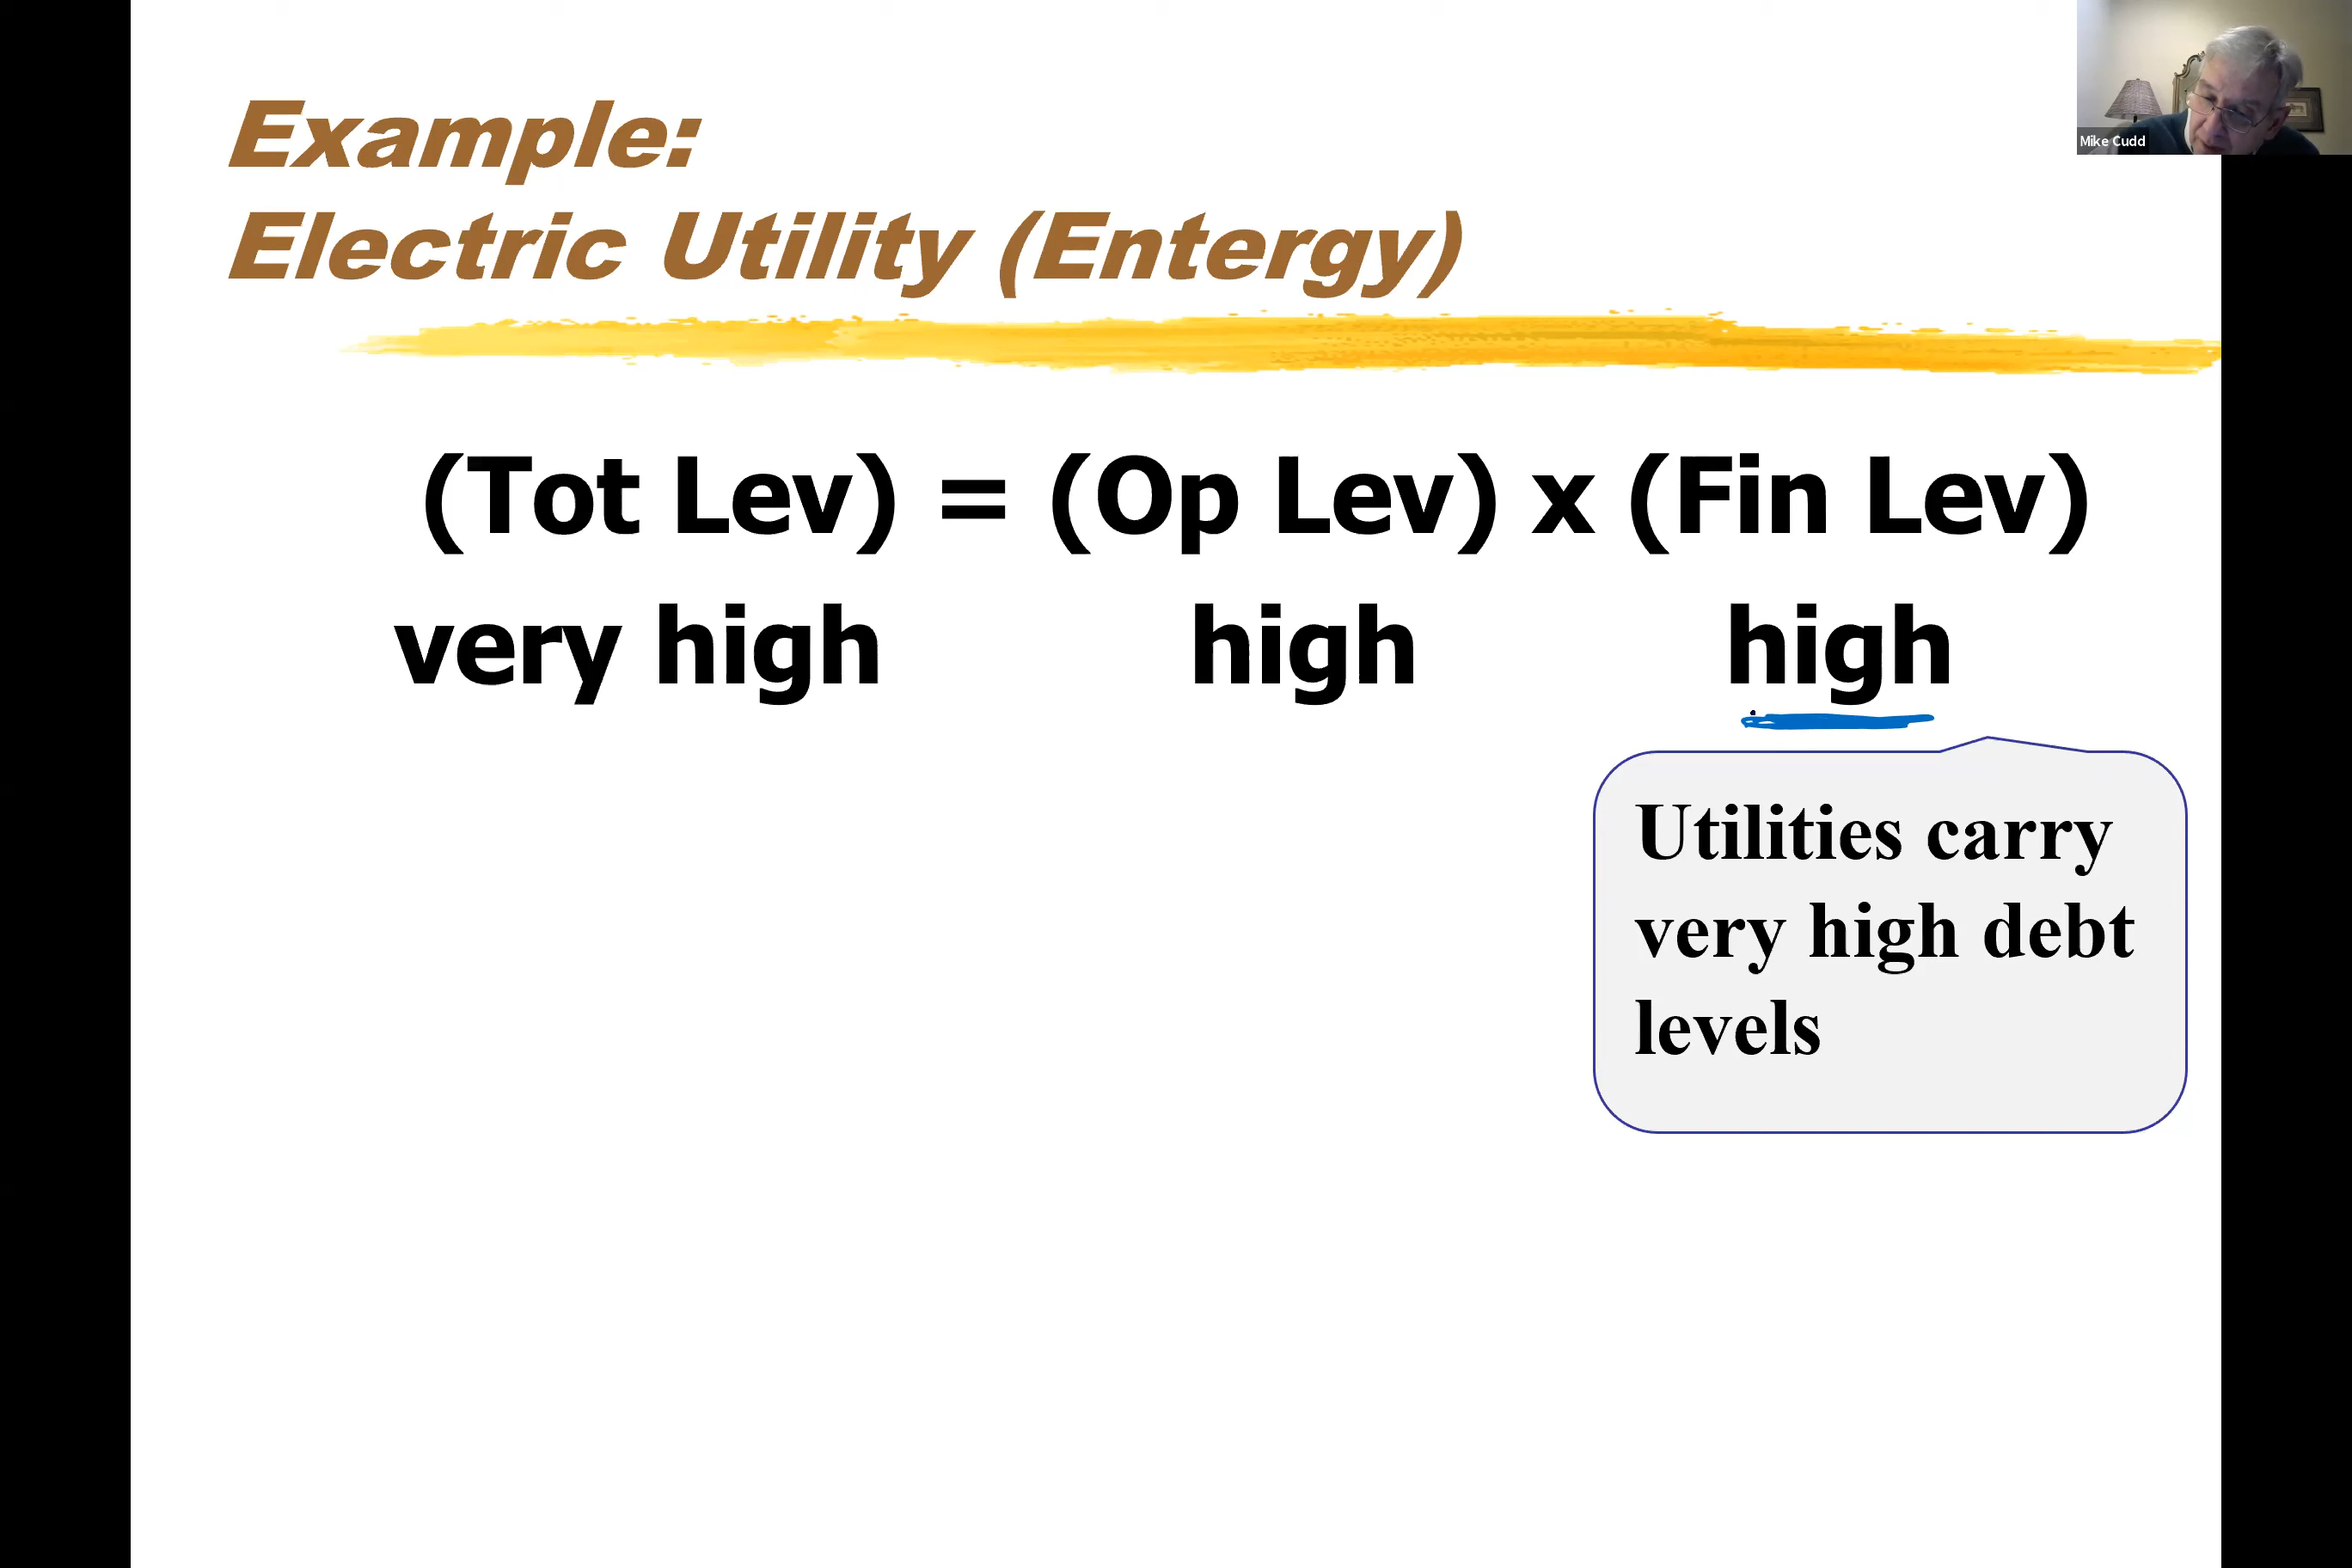 Example:
Electric Utility (Entergy)
Mike Cudd
(Tot Lev) = (Op Lev) x (Fin Lev)
very high high high
Utilities carry
very high debt
levels